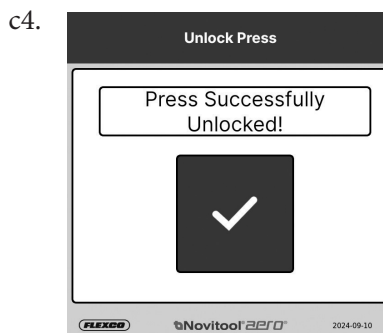 c4.
Unlock Press
Press Successfully
Unlocked!
FLEXCO Novitool® aero® 2024-09-10